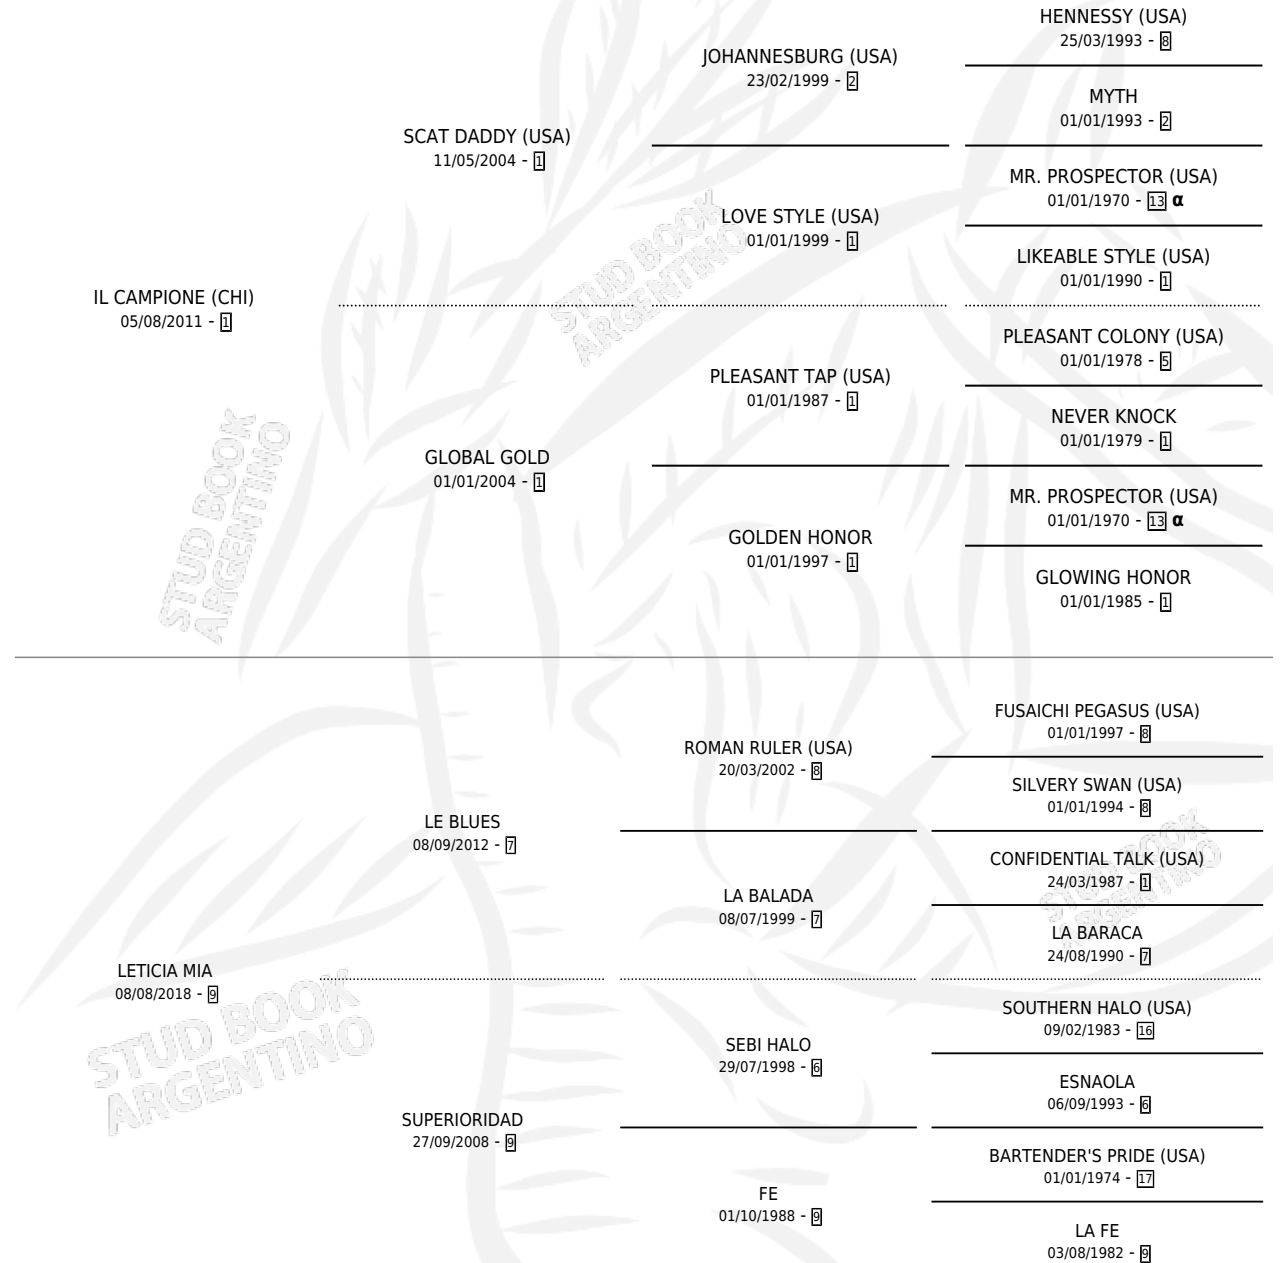 HENNESSY (USA)
25/03/1993 - 8
JOHANNESBURG (USA)
23/02/1999 - 2
MYTH
01/01/1993 - 2
SCAT DADDY (USA)
11/05/2004 - 1
MR. PROSPECTOR (USA)
01/01/1970 - 13 α
LOVE STYLE (USA)
01/01/1999 - 1
LIKEABLE STYLE (USA)
01/01/1990 - 1
IL CAMPIONE (CHI)
05/08/2011 - 1
PLEASANT COLONY (USA)
01/01/1978 - 5
PLEASANT TAP (USA)
01/01/1987 - 1
NEVER KNOCK
01/01/1979 - 1
GLOBAL GOLD
01/01/2004 - 1
MR. PROSPECTOR (USA)
01/01/1970 - 13 α
GOLDEN HONOR
01/01/1997 - 1
GLOWING HONOR
01/01/1985 - 1
FUSAICHI PEGASUS (USA)
01/01/1997 - 8
ROMAN RULER (USA)
20/03/2002 - 8
SILVERY SWAN (USA)
01/01/1994 - 8
LE BLUES
08/09/2012 - 7
CONFIDENTIAL TALK (USA)
24/03/1987 - 1
LA BALADA
08/07/1999 - 7
LA BARACA
24/08/1990 - 7
LETICIA MIA
08/08/2018 - 9
SOUTHERN HALO (USA)
09/02/1983 - 16
SEBI HALO
29/07/1998 - 6
ESNAOLA
06/09/1993 - 6
SUPERIORIDAD
27/09/2008 - 9
BARTENDER'S PRIDE (USA)
01/01/1974 - 17
FE
01/10/1988 - 9
LA FE
03/08/1982 - 9
STUD BOOK
ARGENTINO
STUD BOOK
ARGENTINO
STUD BOOK
ARGENTINO
STUD BOOK
ARGENTINO